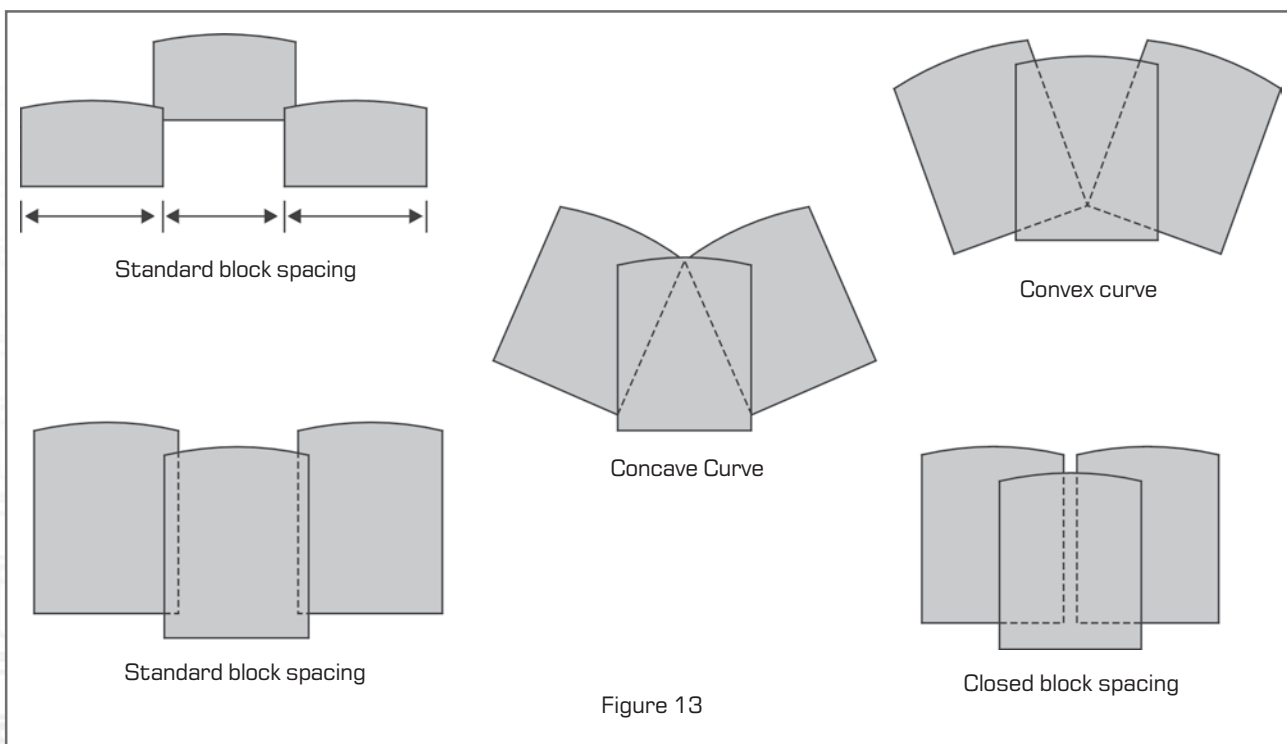 Standard block spacing
Convex curve
Concave Curve
Standard block spacing
Closed block spacing
Figure 13